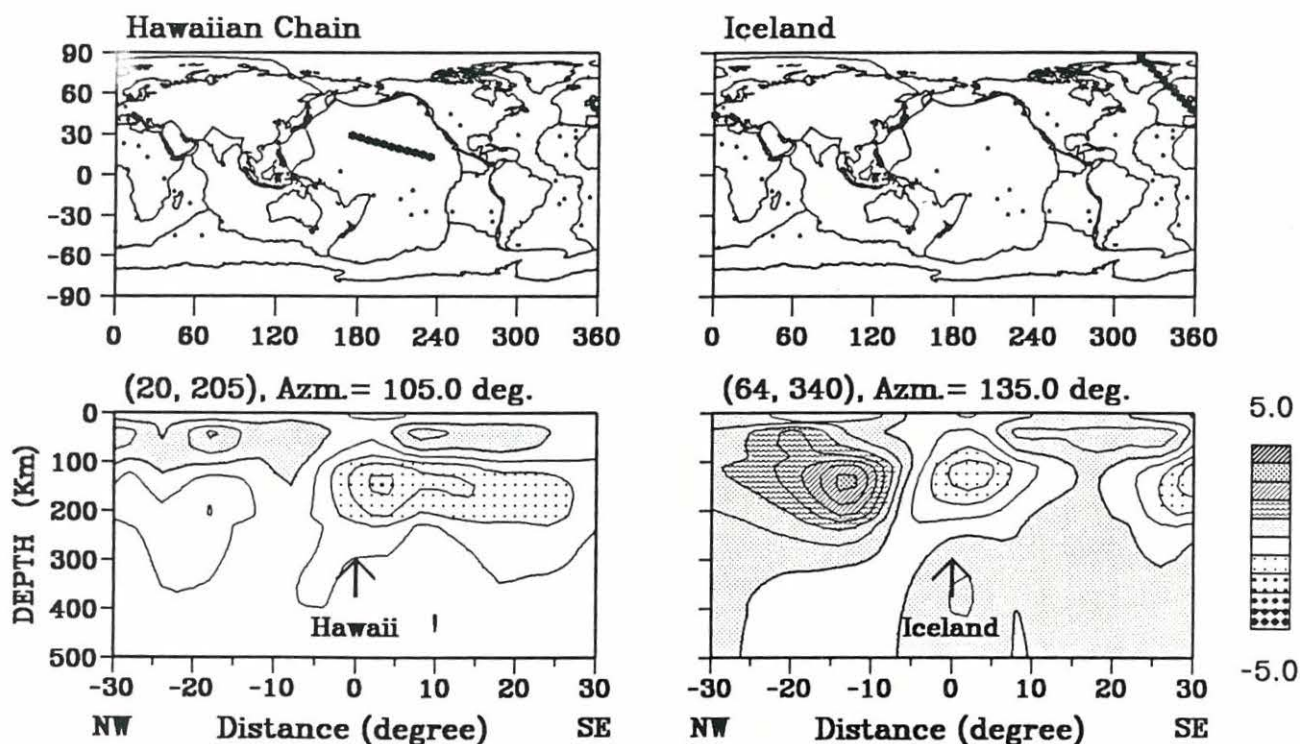 Hawaiian Chain
Iceland
90
60
30
0
-30
-60
-90
0 60 120 180 240 300 360
0 60 120 180 240 300 360
(20, 205), Azm.= 105.0 deg.
(64, 340), Azm.= 135.0 deg.
DEPTH (Km)
0
100
200
300
400
500
Hawaii
Iceland
5.0
-5.0
-30 -20 -10 0 10 20 30
-30 -20 -10 0 10 20 30
NW Distance (degree) SE
NW Distance (degree) SE